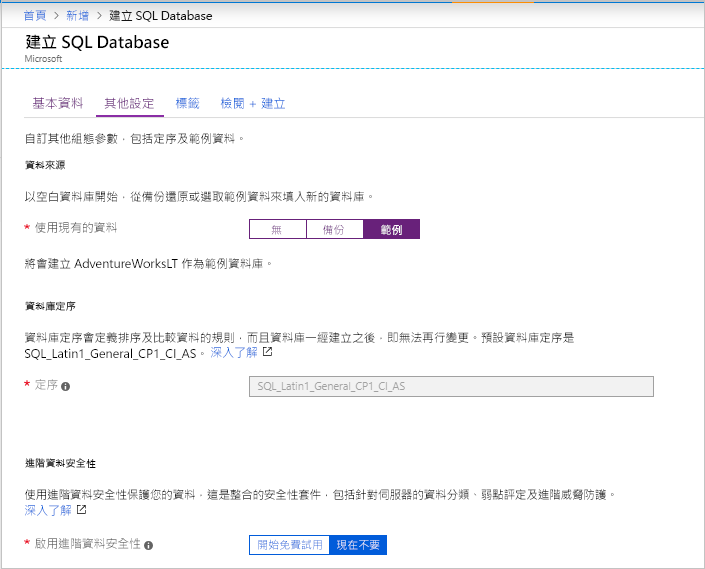 首頁 > 新增 > 建立 SQL Database
建立 SQL Database
Microsoft
基本資料 其他設定 標籤 檢閱 + 建立
自訂其他組態參數，包括定序及範例資料。
資料來源
以空白資料庫開始，從備份還原或選取範例資料來填入新的資料庫。
* 使用現有的資料 無 備份 範例
將會建立 AdventureWorksLT 作為範例資料庫。
資料庫定序
資料庫定序會定義排序及比較資料的規則，而且資料庫一經建立之後，即無法再行變更。預設資料庫定序是
SQL_Latin1_General_CP1_CI_AS。深入了解
* 定序 SQL_Latin1_General_CP1_CI_AS
進階資料安全性
使用進階資料安全性保護您的資料，這是整合的安全性套件，包括針對伺服器的資料分類、弱點評定及進階威脅防護。
深入了解
* 啟用進階資料安全性 開始免費試用 現在不要